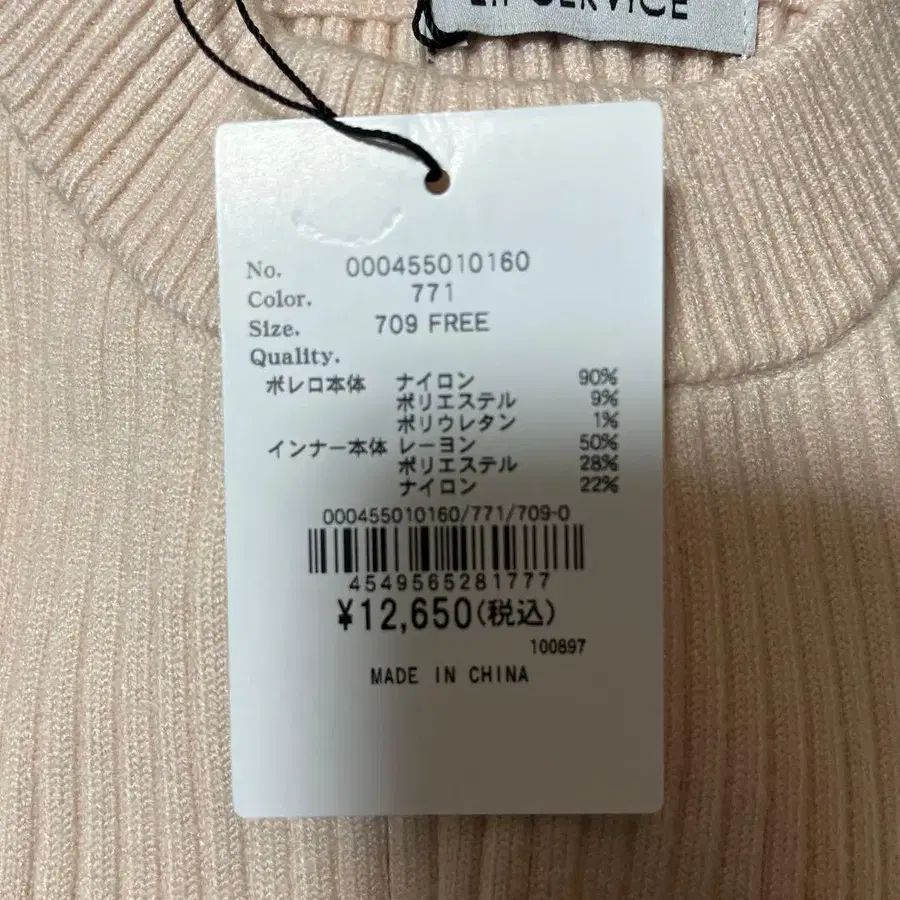 SERVICE
No. 000455010160
Color. 771
Size. 709 FREE
Quality.
ボレロ本体 ナイロン 90%
ポリエステル 9%
ポリウレタン 1%
インナー本体 レーヨン 50%
ポリエステル 28%
ナイロン 22%
000455010160/771/709-0
4549565281777
¥12,650(税込)
100897
MADE IN CHINA